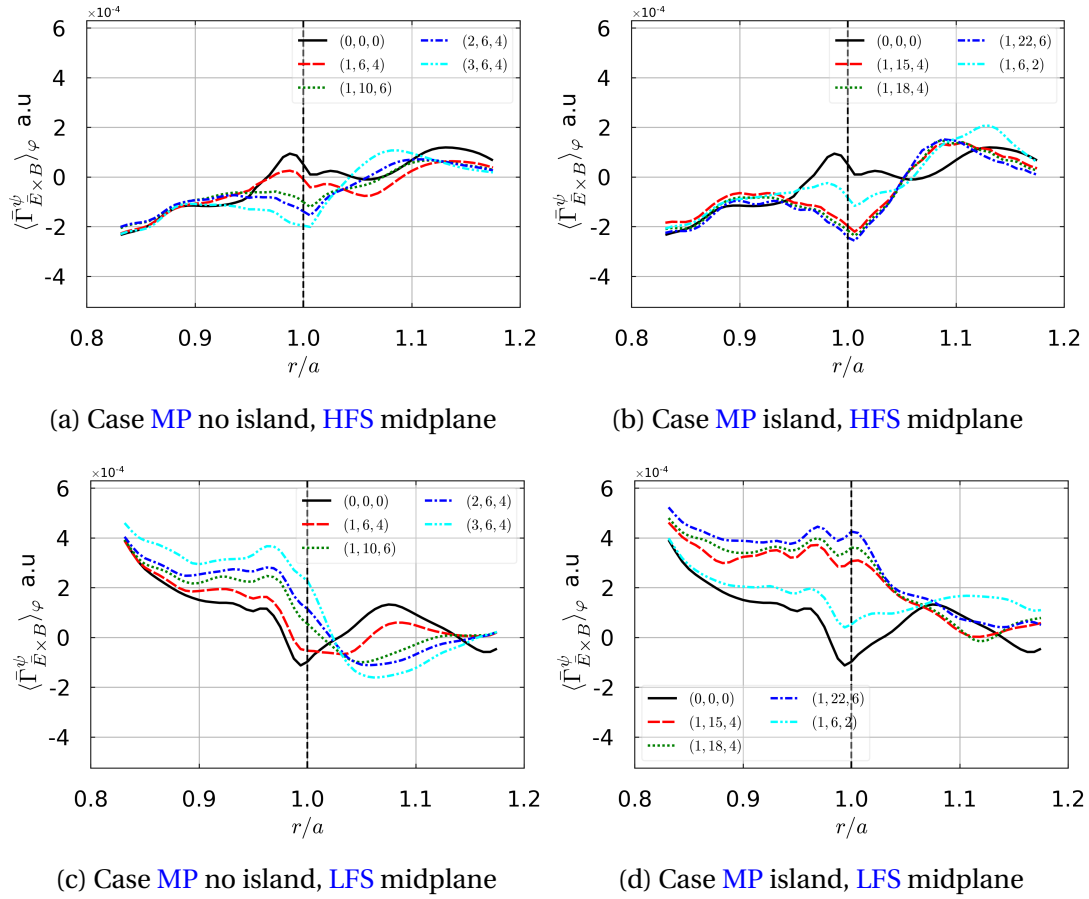 ×10⁻⁴
6
4
2
0
-2
-4
⟨Γ̄^ψ_{Ē×B}⟩_φ a.u
(0, 0, 0)
(1, 6, 4)
(1, 10, 6)
(2, 6, 4)
(3, 6, 4)
0.8 0.9 1.0 1.1 1.2
r/a
(a) Case MP no island, HFS midplane
×10⁻⁴
6
4
2
0
-2
-4
⟨Γ̄^ψ_{Ē×B}⟩_φ a.u
(0, 0, 0)
(1, 15, 4)
(1, 18, 4)
(1, 22, 6)
(1, 6, 2)
0.8 0.9 1.0 1.1 1.2
r/a
(b) Case MP island, HFS midplane
×10⁻⁴
6
4
2
0
-2
-4
⟨Γ̄^ψ_{Ē×B}⟩_φ a.u
(0, 0, 0)
(1, 6, 4)
(1, 10, 6)
(2, 6, 4)
(3, 6, 4)
0.8 0.9 1.0 1.1 1.2
r/a
(c) Case MP no island, LFS midplane
×10⁻⁴
6
4
2
0
-2
-4
⟨Γ̄^ψ_{Ē×B}⟩_φ a.u
(0, 0, 0)
(1, 15, 4)
(1, 18, 4)
(1, 22, 6)
(1, 6, 2)
0.8 0.9 1.0 1.1 1.2
r/a
(d) Case MP island, LFS midplane